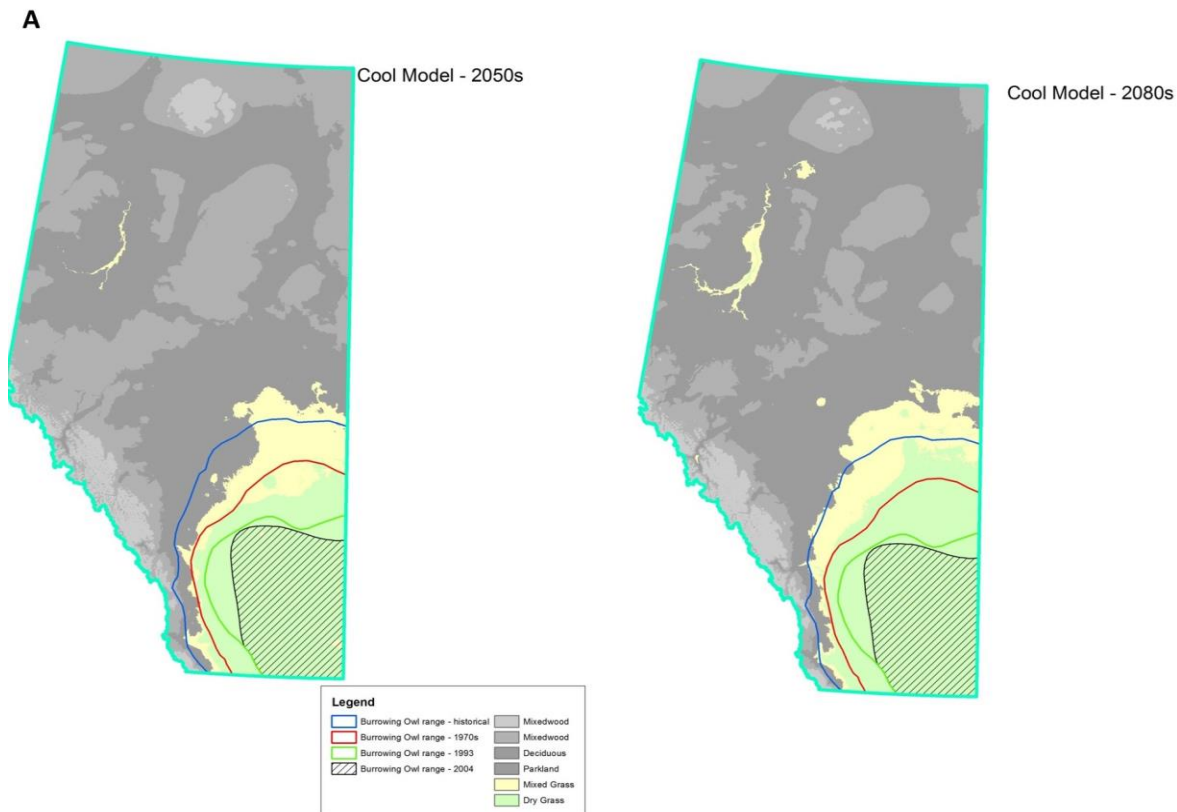 A
Cool Model - 2050s
Cool Model - 2080s
Legend
Burrowing Owl range - historical
Burrowing Owl range - 1970s
Burrowing Owl range - 1993
Burrowing Owl range - 2004
Mixedwood
Mixedwood
Deciduous
Parkland
Mixed Grass
Dry Grass